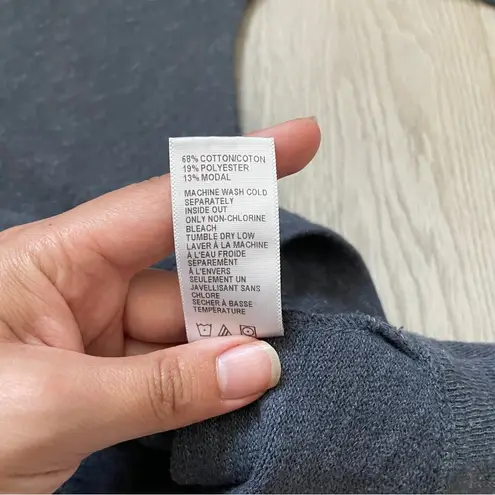 68% COTTON/COTON
19% POLYESTER
13% MODAL
MACHINE WASH COLD
SEPARATELY
INSIDE OUT
ONLY NON-CHLORINE
BLEACH
TUMBLE DRY LOW
LAVER À LA MACHINE
À L'EAU FROIDE
SÉPARÉMENT
À L'ENVERS
SEULEMENT UN
JAVELLISANT SANS
CHLORE
SECHER À BASSE
TEMPÉRATURE